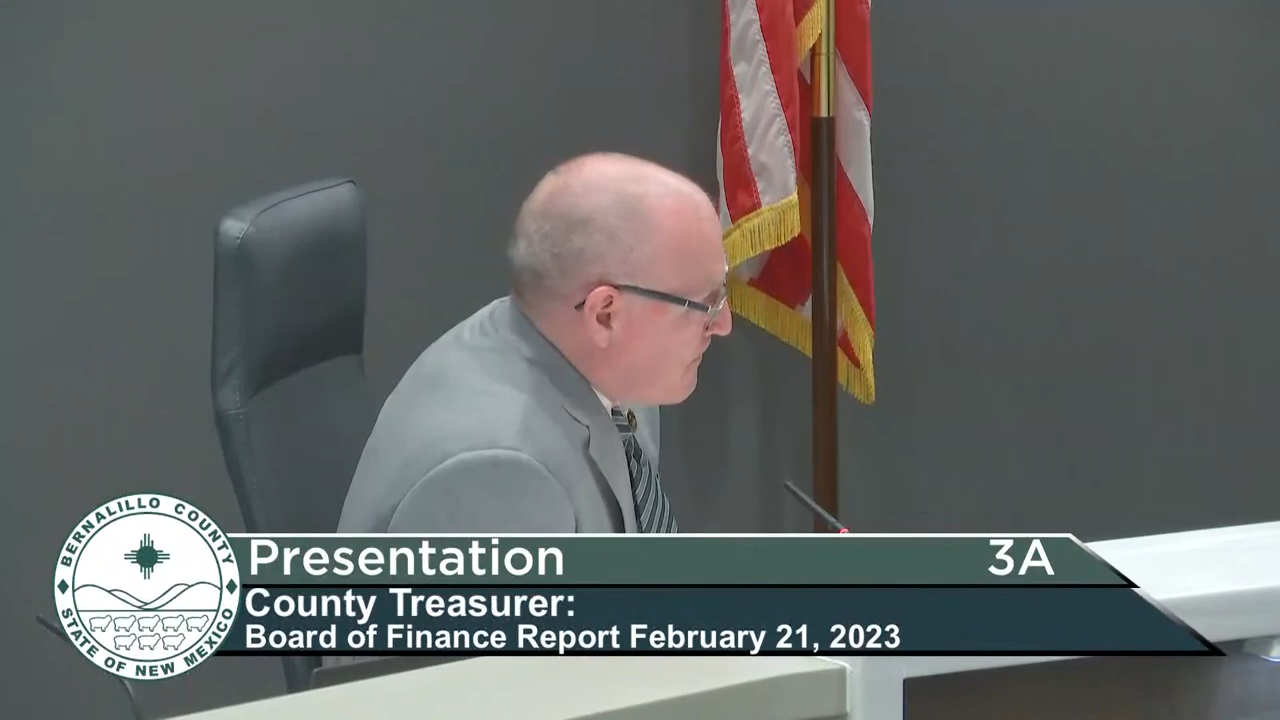 BERNALILLO COUNTY
STATE OF NEW MEXICO
Presentation 3A
County Treasurer:
Board of Finance Report February 21, 2023